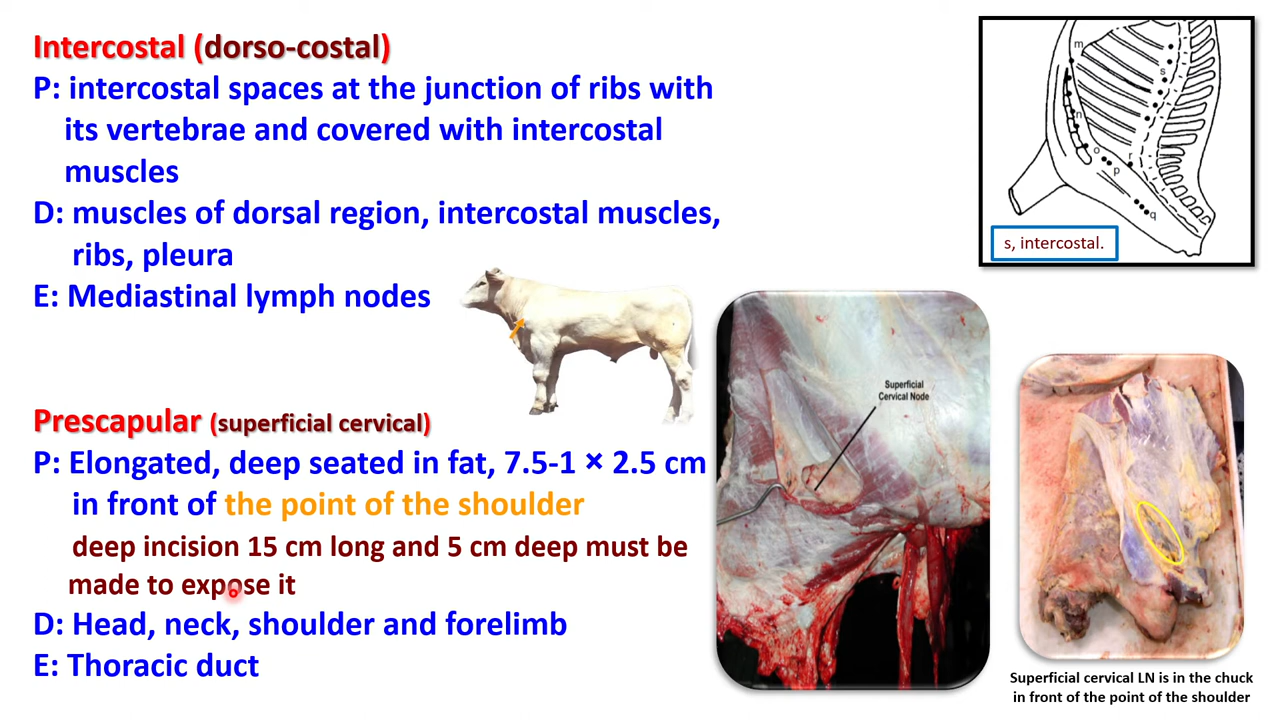 Intercostal (dorso-costal)
P: intercostal spaces at the junction of ribs with
its vertebrae and covered with intercostal
muscles
D: muscles of dorsal region, intercostal muscles,
ribs, pleura
E: Mediastinal lymph nodes
m
s
n
o
r
p
q
s, intercostal.
Prescapular (superficial cervical)
P: Elongated, deep seated in fat, 7.5-1 × 2.5 cm
in front of the point of the shoulder
deep incision 15 cm long and 5 cm deep must be
made to expose it
D: Head, neck, shoulder and forelimb
E: Thoracic duct
Superficial
Cervical Node
Superficial cervical LN is in the chuck
in front of the point of the shoulder